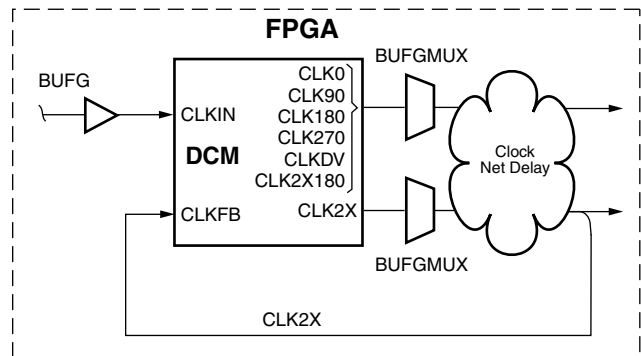 FPGA
BUFGMUX
BUFG
CLK0
CLK90
CLKIN
CLK180
CLK270
DCM
CLKDV
CLK2X180
Clock
Net Delay
CLKFB
CLK2X
BUFGMUX
CLK2X